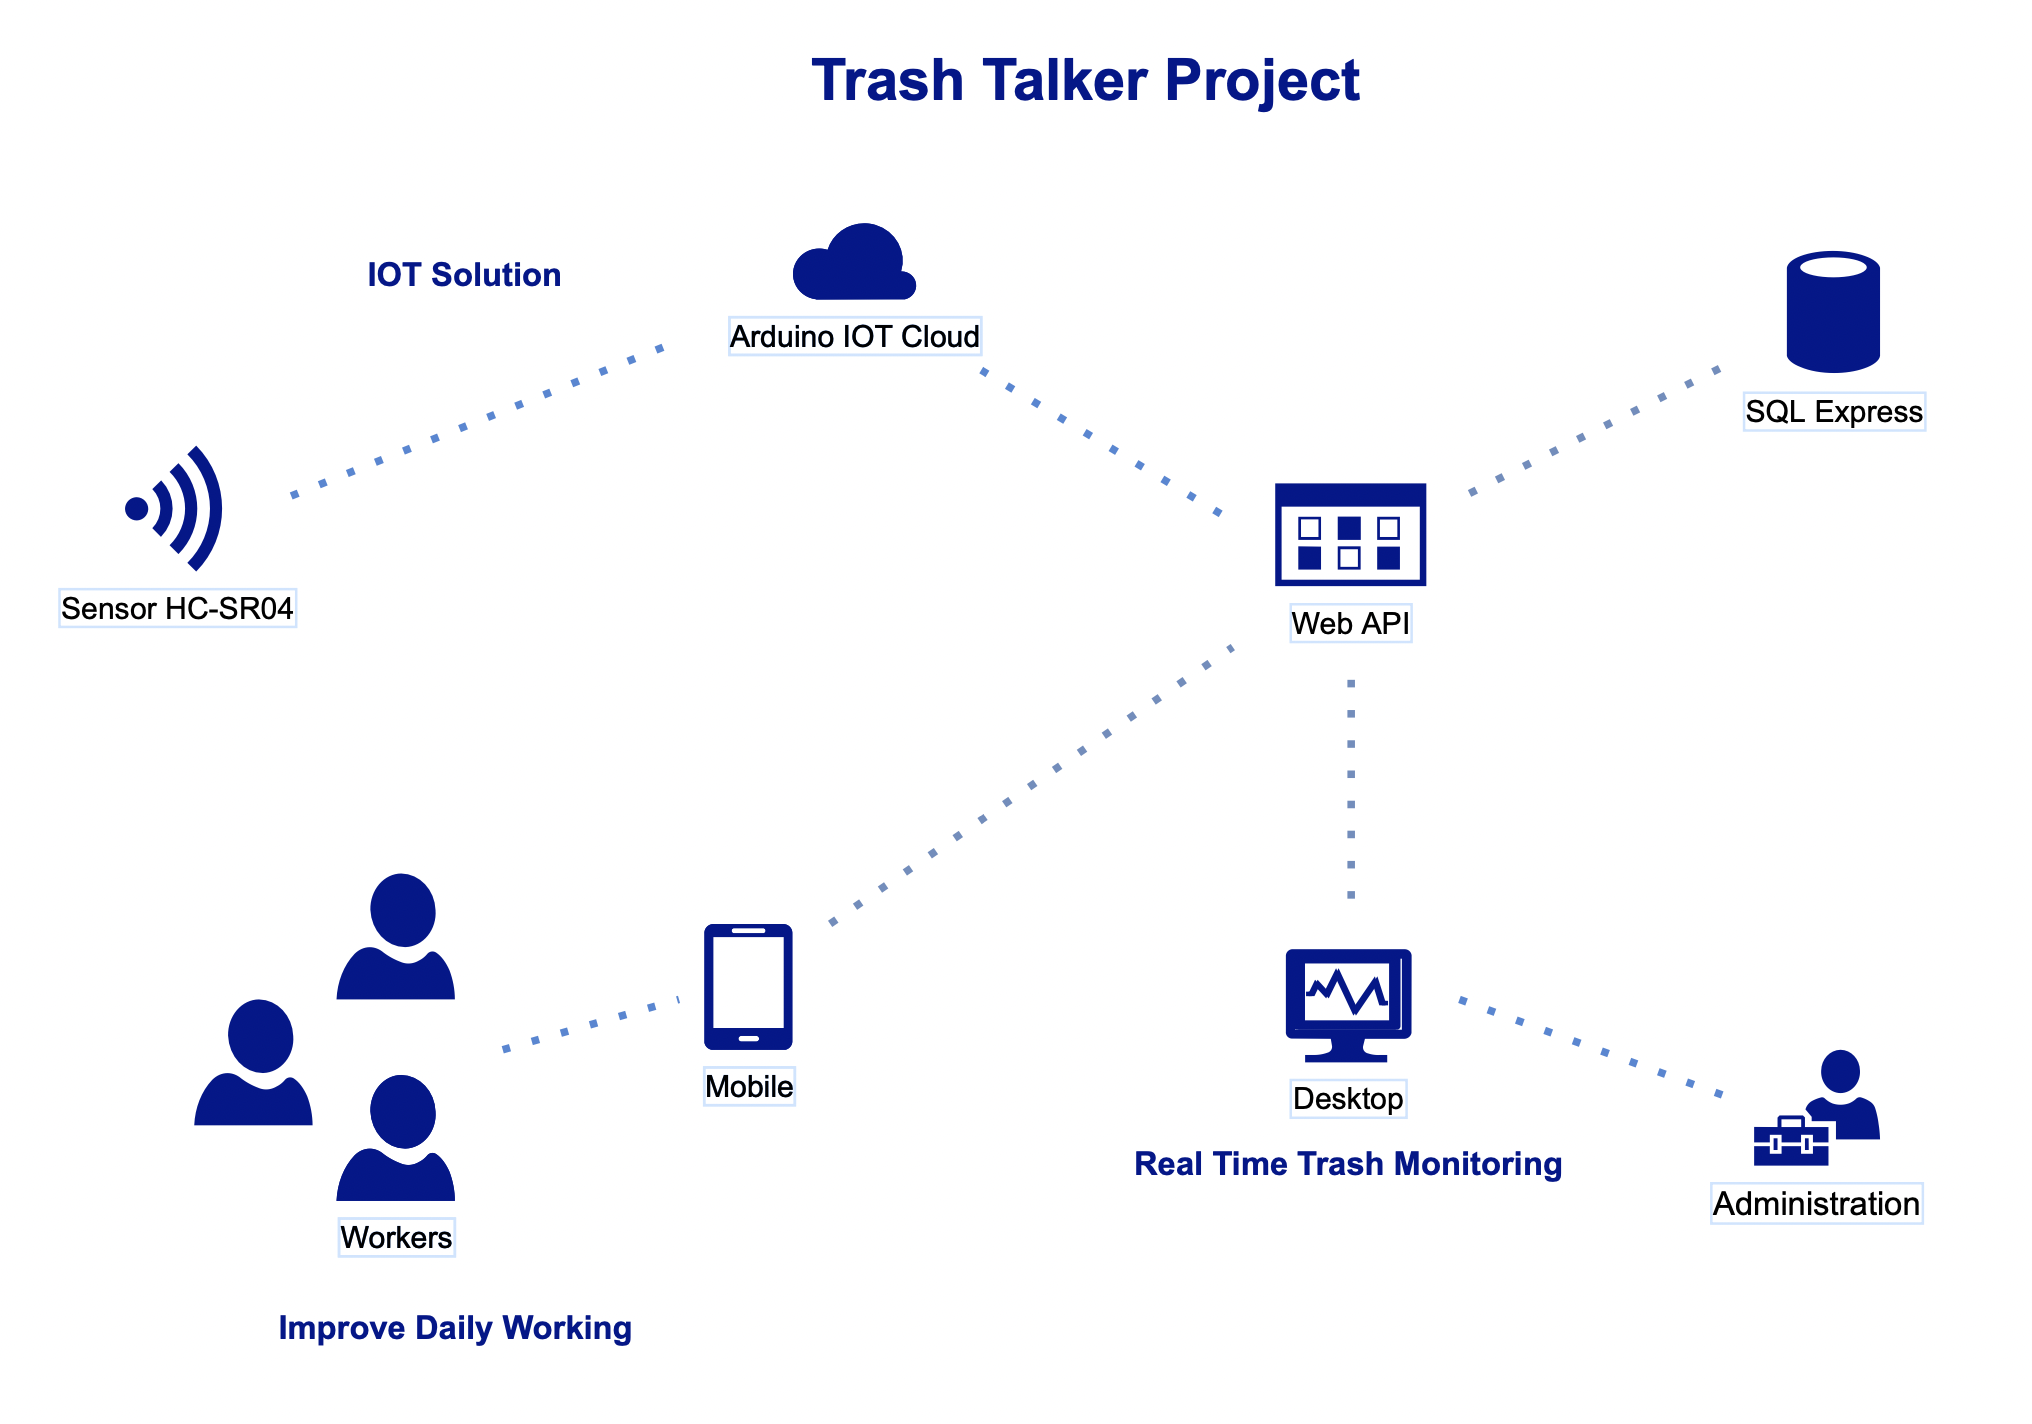 Trash Talker Project
IOT Solution
Arduino IOT Cloud
SQL Express
Sensor HC-SR04
Web API
Mobile
Desktop
Real Time Trash Monitoring
Administration
Workers
Improve Daily Working